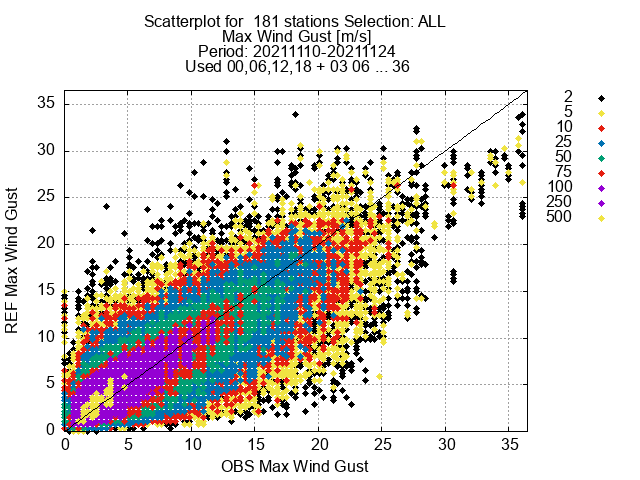 Scatterplot for  181 stations Selection: ALL
Max Wind Gust [m/s]
Period: 20211110-20211124
Used 00,06,12,18 + 03 06 ... 36
REF Max Wind Gust
35
30
25
20
15
10
5
0
0 5 10 15 20 25 30 35
OBS Max Wind Gust
2
5
10
25
50
75
100
250
500